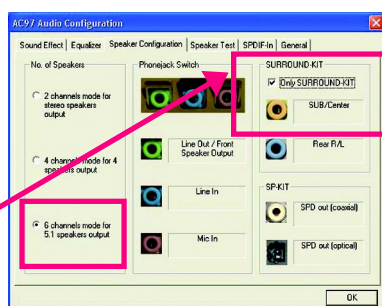 AC97 Audio Configuration
Sound Effect
Equalizer
Speaker Configuration
Speaker Test
SPDIF-In
General
No. of Speakers
2 channels mode for
stereo speakers
output
4 channels mode for 4
speakers output
6 channels mode for
5.1 speakers output
Phonejack Switch
Line Out / Front
Speaker Output
Line In
Mic In
SURROUND-KIT
Only SURROUND-KIT
SUB/Center
Rear R/L
SP-KIT
SPD out (coaxial)
SPD out (optical)
OK